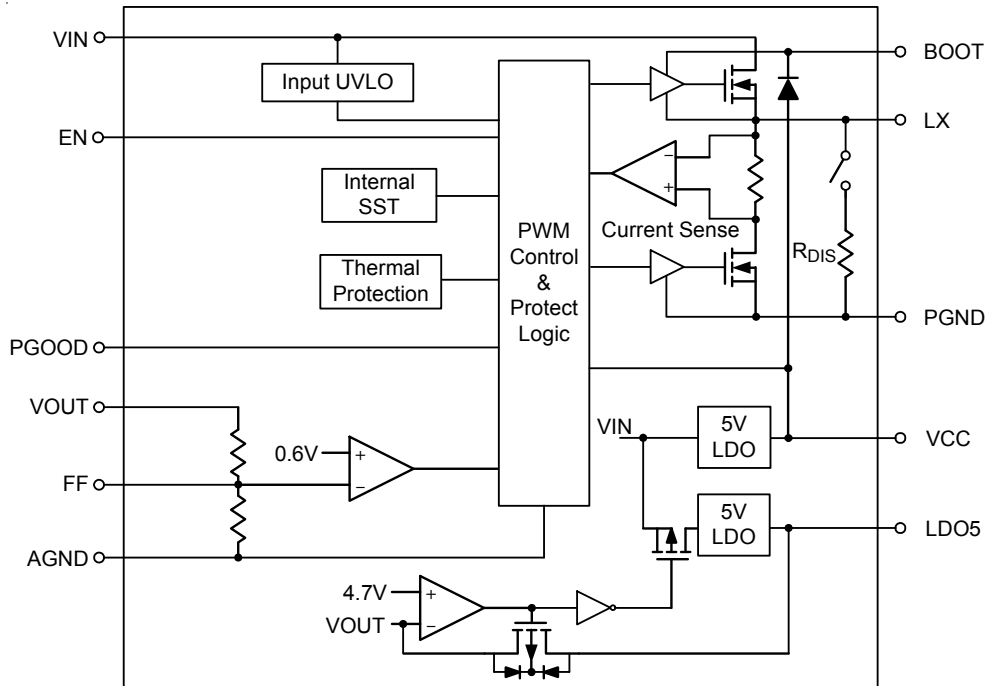 VIN
BOOT
Input UVLO
LX
EN
−
+
Internal
SST
Current Sense
PWM
Control
&
Protect
Logic
RDIS
Thermal
Protection
PGND
PGOOD
VOUT
VIN
5V
LDO
VCC
0.6V
+
−
FF
5V
LDO
LDO5
AGND
4.7V
+
VOUT
−